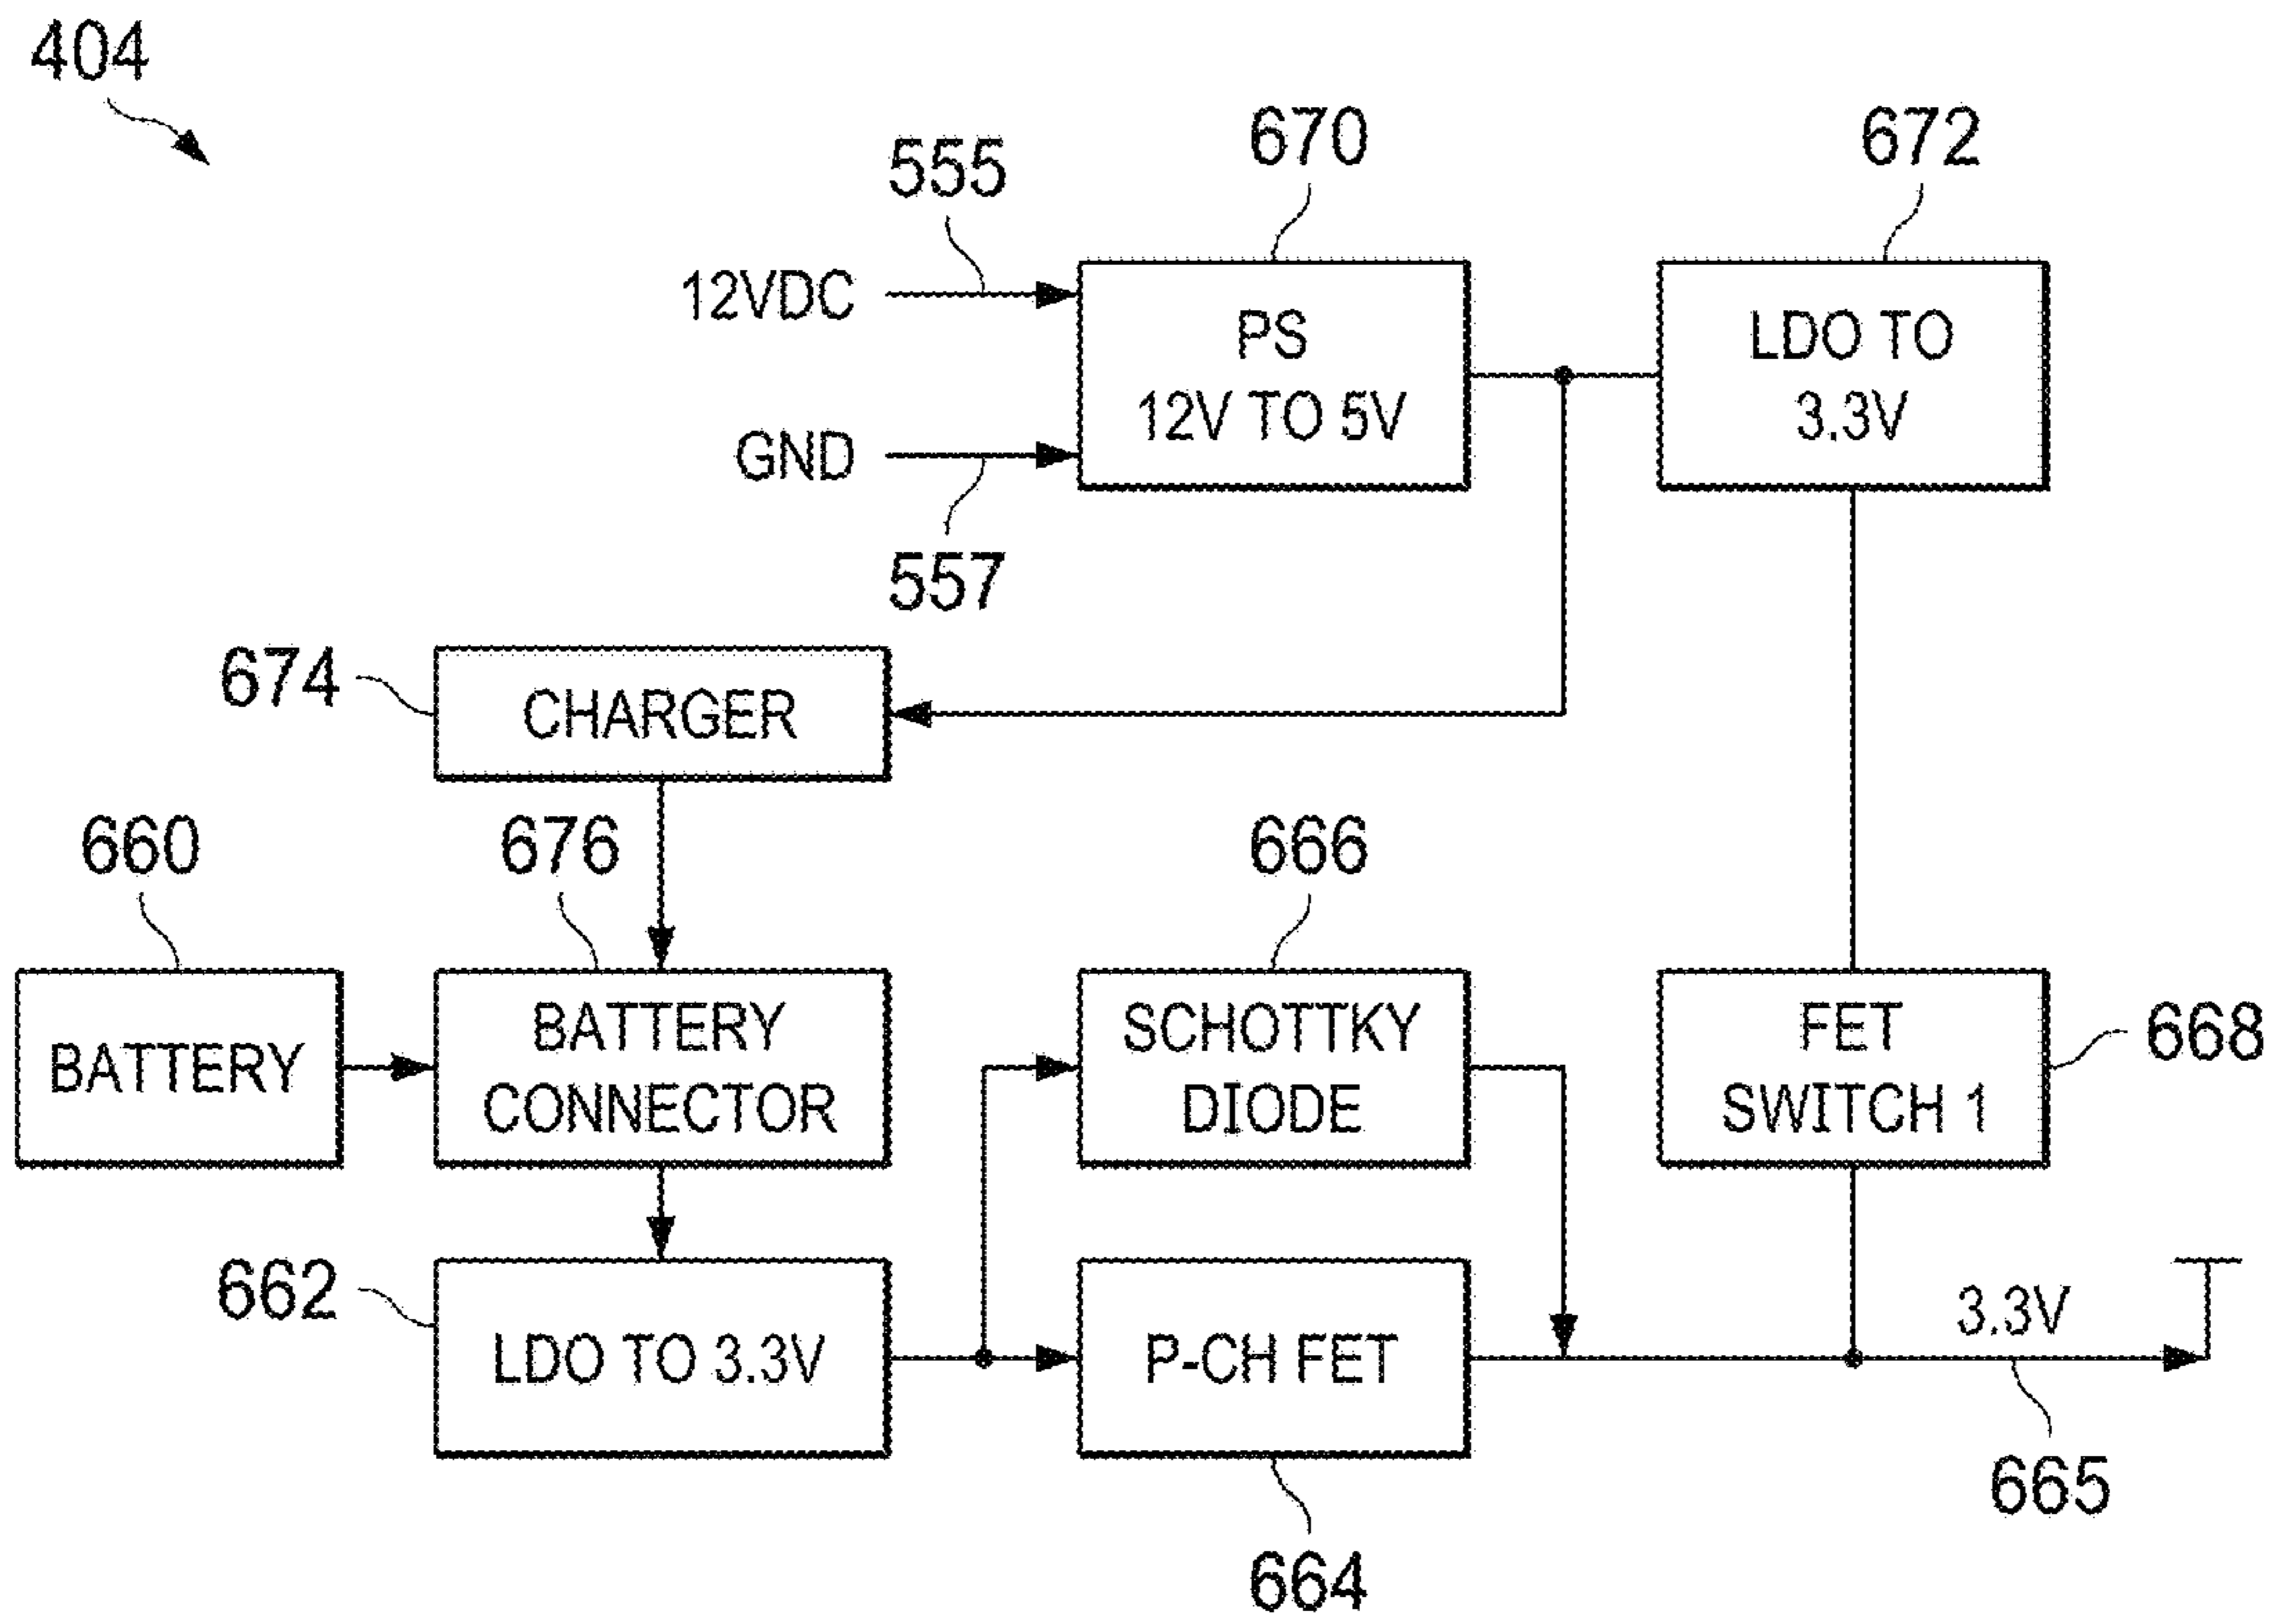 404
670
672
555
12VDC
PS
12V TO 5V
LDO TO
3.3V
GND
557
674
CHARGER
660
676
666
BATTERY
BATTERY
CONNECTOR
SCHOTTKY
DIODE
FET
SWITCH 1
668
662
LDO TO 3.3V
P-CH FET
3.3V
665
664